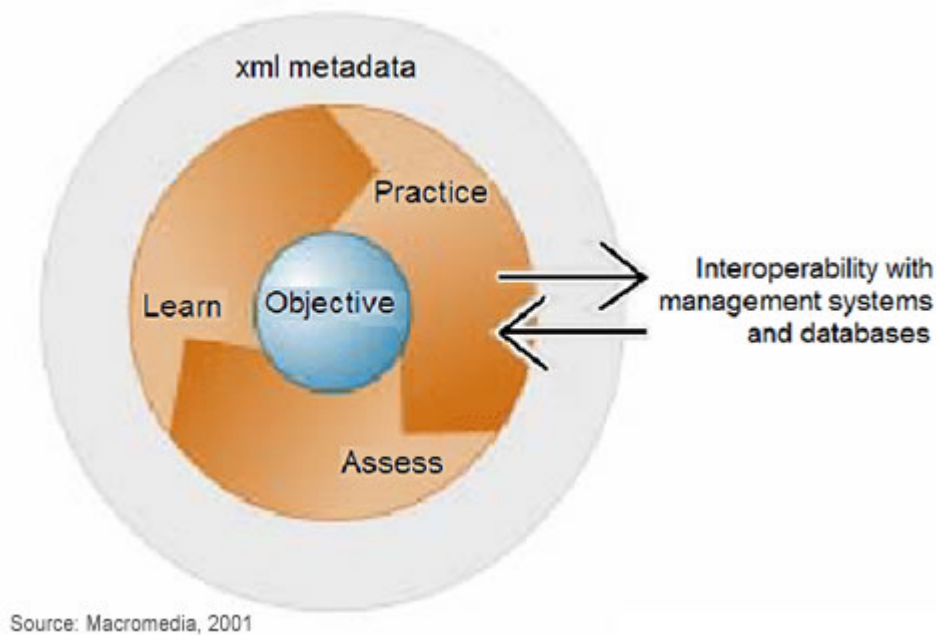 xml metadata
Practice
Learn
Objective
Interoperability with
management systems
and databases
Assess
Source: Macromedia, 2001